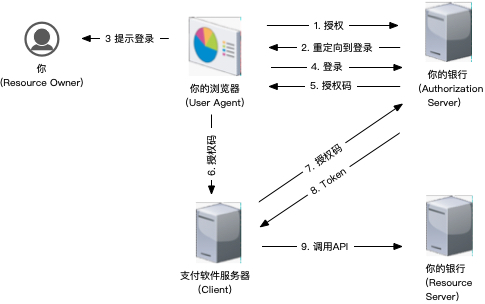 1. 授权
2. 重定向到登录
3 提示登录
4. 登录
5. 授权码
你
(Resource Owner)
你的浏览器
(User Agent)
你的银行
(Authorization
Server)
6. 授权码
7. 授权码
8. Token
9. 调用API
支付软件服务器
(Client)
你的银行
(Resource
Server)